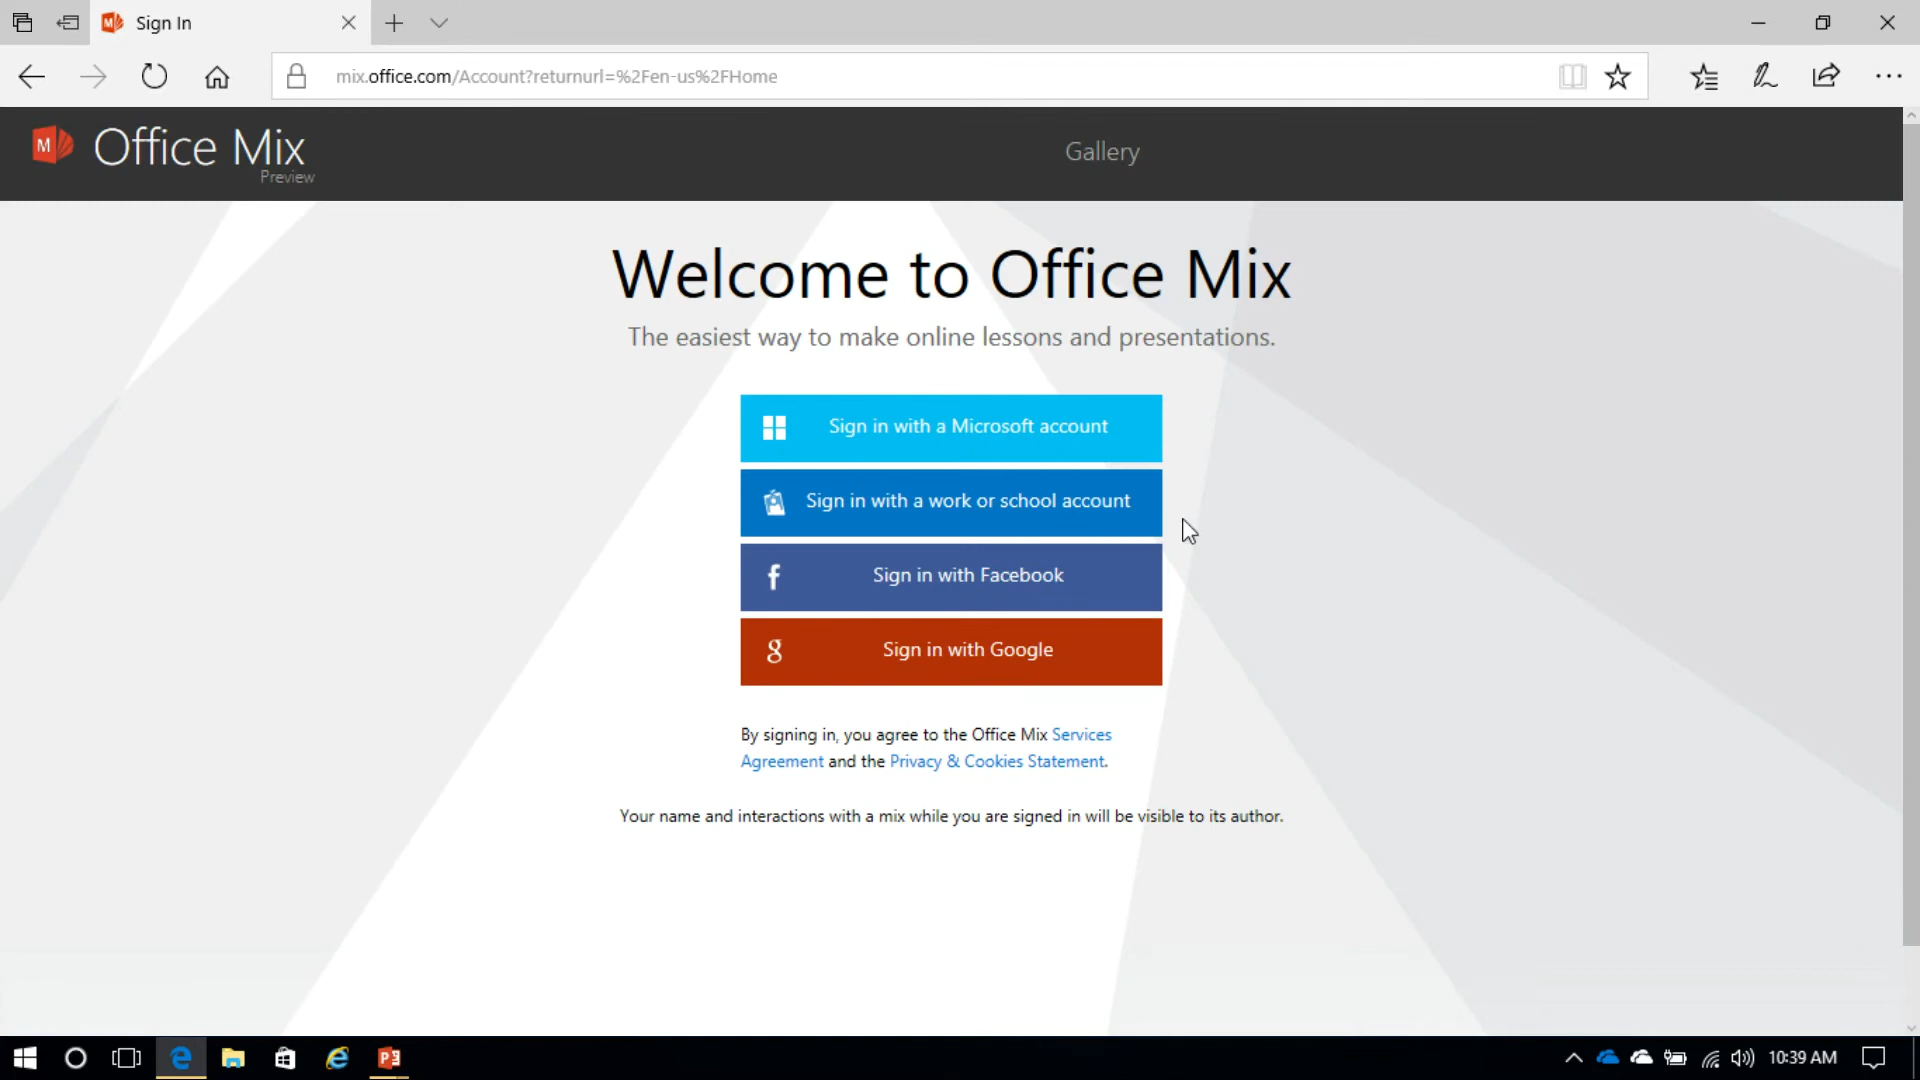 Sign In
mix.office.com/Account?returnurl=%2Fen-us%2FHome
M
Office Mix
Preview
Gallery
Welcome to Office Mix
The easiest way to make online lessons and presentations.
Sign in with a Microsoft account
Sign in with a work or school account
f
Sign in with Facebook
g
Sign in with Google
By signing in, you agree to the Office Mix Services
Agreement and the Privacy & Cookies Statement.
Your name and interactions with a mix while you are signed in will be visible to its author.
10:39 AM